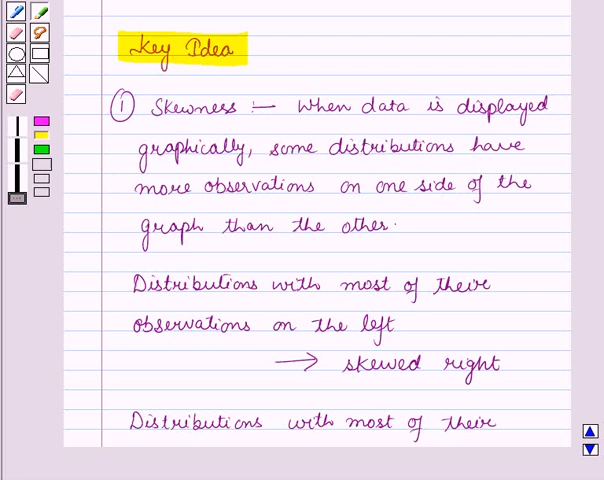 Key Idea
① Skewness :- When data is displayed
graphically, some distributions have
more observations on one side of the
graph than the other.
Distributions with most of their
observations on the left
→ skewed right
Distributions with most of their